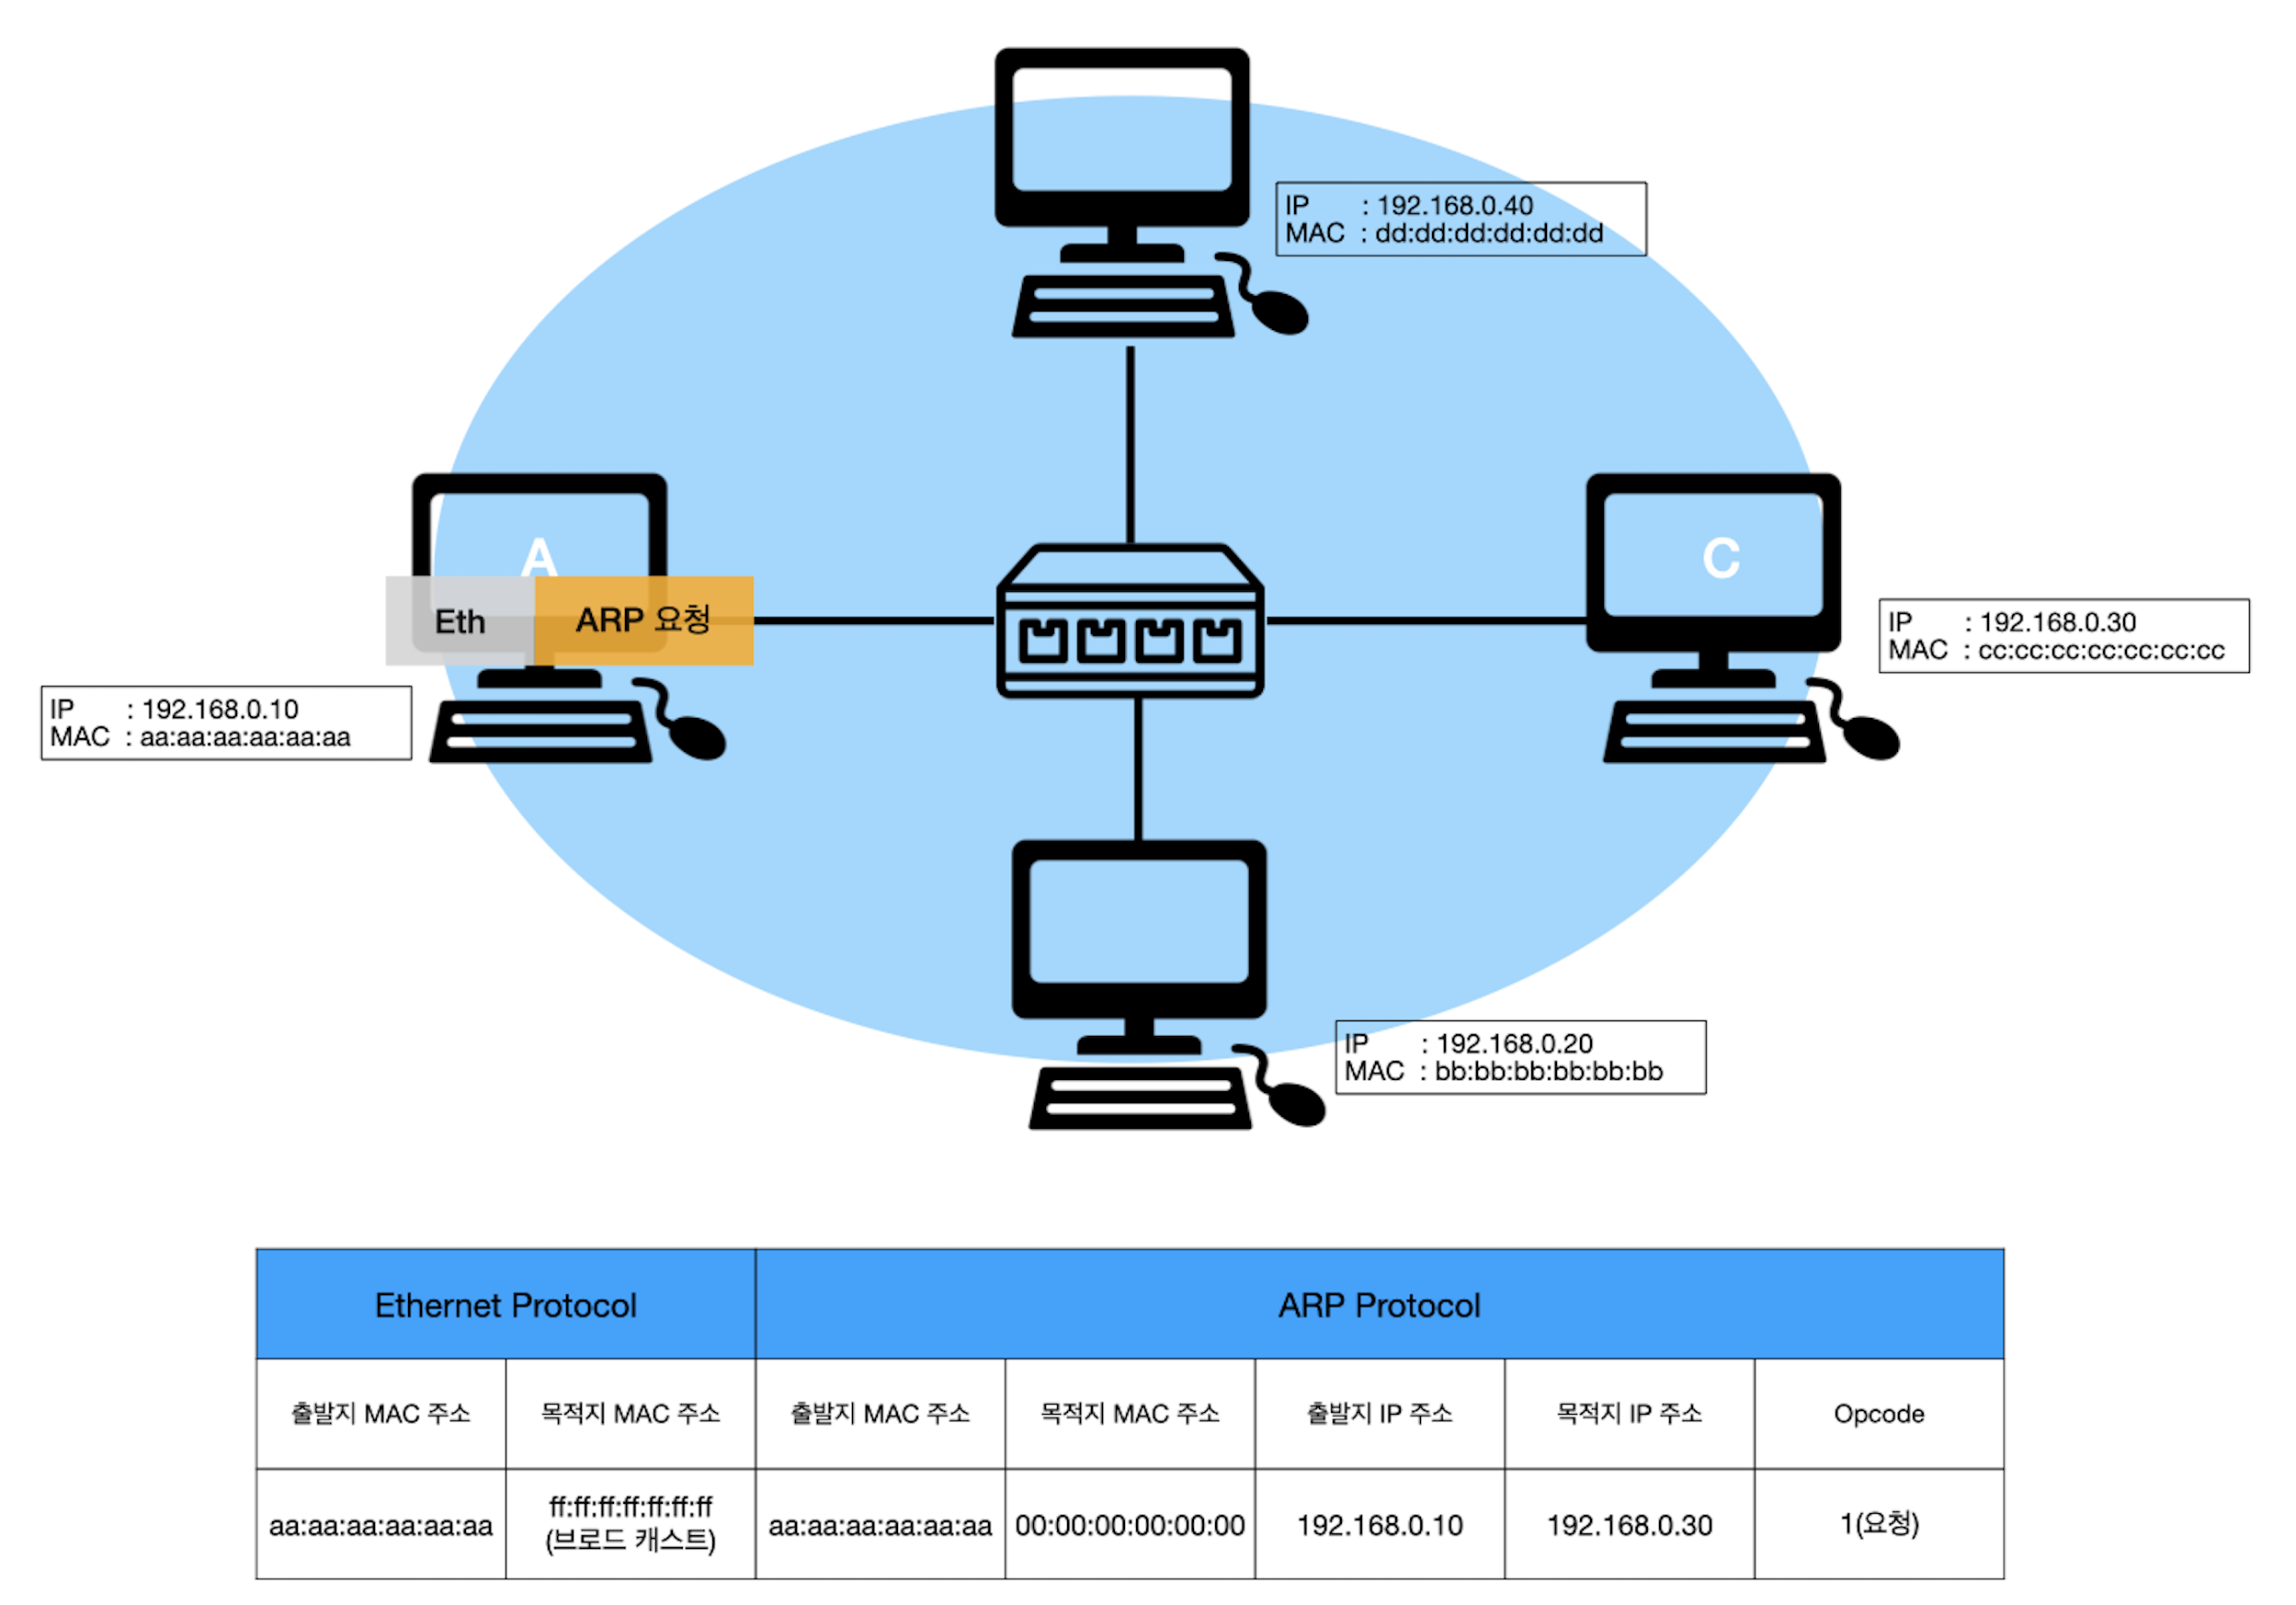 IP : 192.168.0.40
MAC : dd:dd:dd:dd:dd:dd
A
C
Eth
ARP 요청
IP : 192.168.0.30
MAC : cc:cc:cc:cc:cc:cc:cc
IP : 192.168.0.10
MAC : aa:aa:aa:aa:aa:aa
IP : 192.168.0.20
MAC : bb:bb:bb:bb:bb:bb
Ethernet Protocol
ARP Protocol
출발지 MAC 주소
목적지 MAC 주소
출발지 MAC 주소
목적지 MAC 주소
출발지 IP 주소
목적지 IP 주소
Opcode
aa:aa:aa:aa:aa:aa
ff:ff:ff:ff:ff:ff:ff
(브로드 캐스트)
aa:aa:aa:aa:aa:aa
00:00:00:00:00:00
192.168.0.10
192.168.0.30
1(요청)